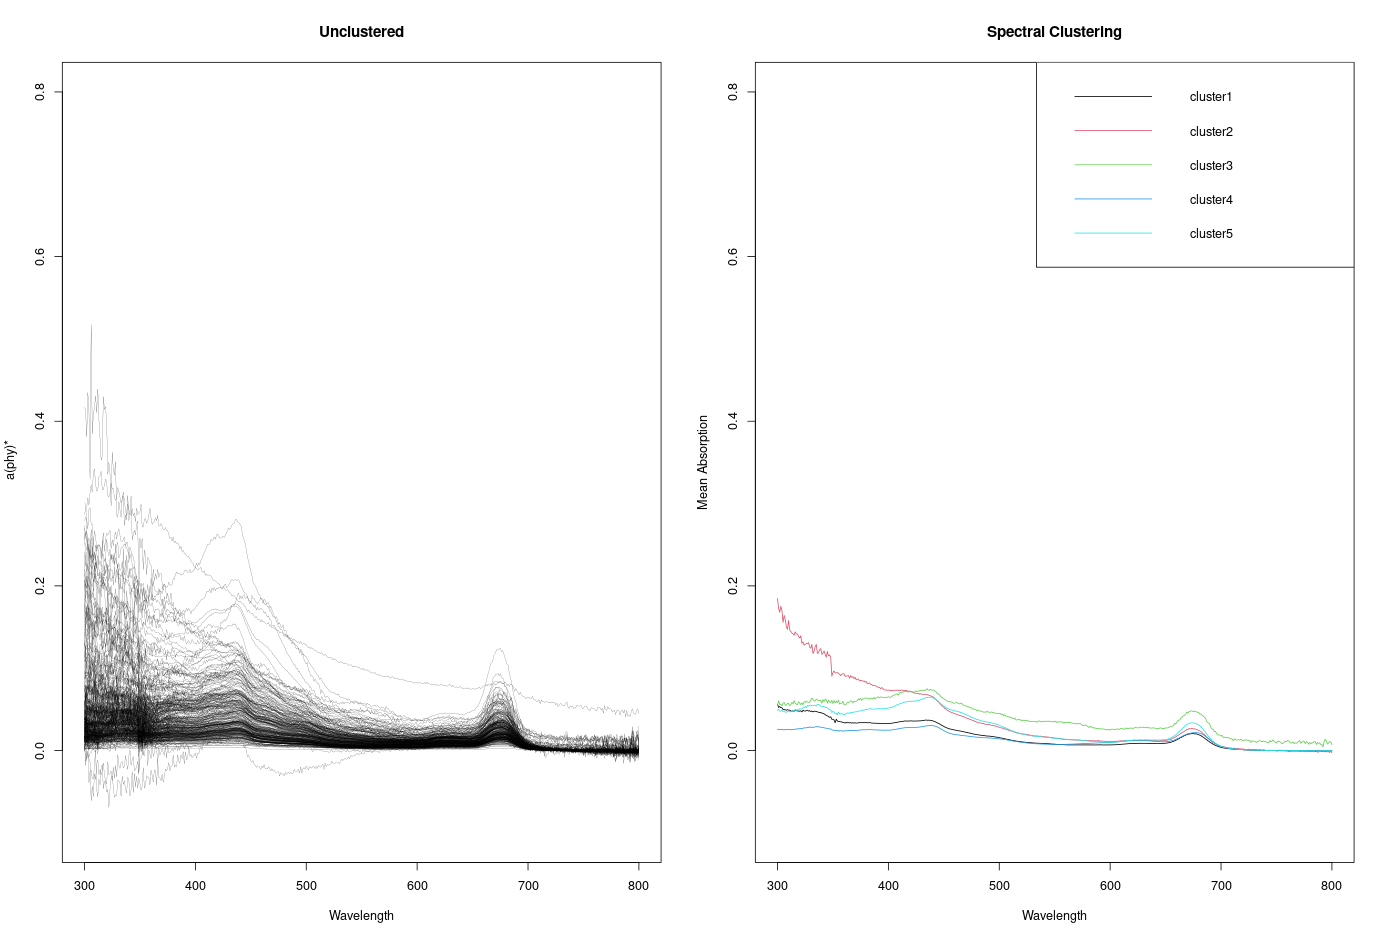 Unclustered
0.8
0.6
0.4
0.2
0.0
a(phy)*
300 400 500 600 700 800
Wavelength
Spectral Clustering
0.8
0.6
0.4
0.2
0.0
Mean Absorption
cluster1
cluster2
cluster3
cluster4
cluster5
300 400 500 600 700 800
Wavelength